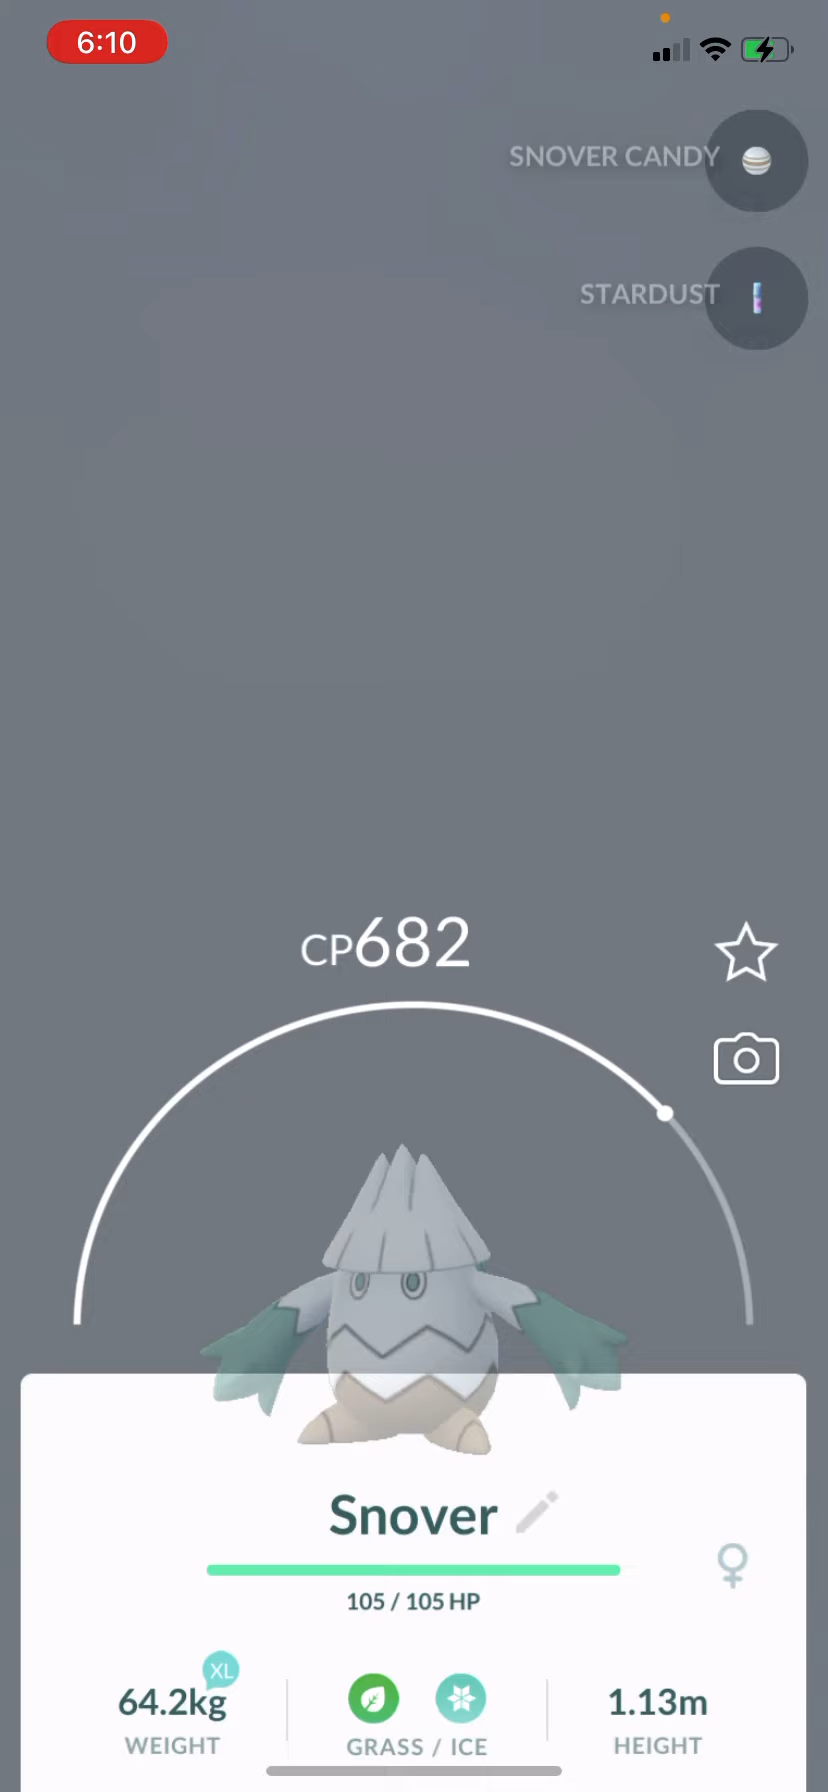 6:10
SNOVER CANDY
STARDUST
CP682
Snover
105 / 105 HP
XL
64.2kg
WEIGHT
GRASS / ICE
1.13m
HEIGHT